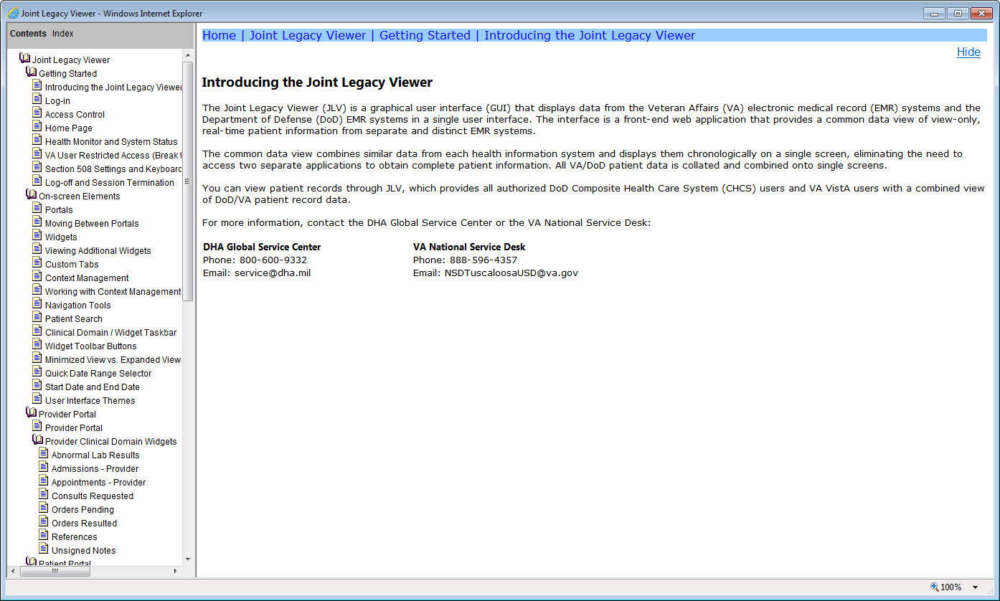 Joint Legacy Viewer - Windows Internet Explorer
Contents Index
Joint Legacy Viewer
Getting Started
Introducing the Joint Legacy Viewer
Log-in
Access Control
Home Page
Health Monitor and System Status
VA User Restricted Access (Break t
Section 508 Settings and Keyboard
Log-off and Session Termination
On-screen Elements
Portals
Moving Between Portals
Widgets
Viewing Additional Widgets
Custom Tabs
Context Management
Working with Context Management
Navigation Tools
Patient Search
Clinical Domain / Widget Taskbar
Widget Toolbar Buttons
Minimized View vs. Expanded View
Quick Date Range Selector
Start Date and End Date
User Interface Themes
Provider Portal
Provider Portal
Provider Clinical Domain Widgets
Abnormal Lab Results
Admissions - Provider
Appointments - Provider
Consults Requested
Orders Pending
Orders Resulted
References
Unsigned Notes
Patient Portal
Home | Joint Legacy Viewer | Getting Started | Introducing the Joint Legacy Viewer
Hide
Introducing the Joint Legacy Viewer
The Joint Legacy Viewer (JLV) is a graphical user interface (GUI) that displays data from the Veteran Affairs (VA) electronic medical record (EMR) systems and the
Department of Defense (DoD) EMR systems in a single user interface. The interface is a front-end web application that provides a common data view of view-only,
real-time patient information from separate and distinct EMR systems.
The common data view combines similar data from each health information system and displays them chronologically on a single screen, eliminating the need to
access two separate applications to obtain complete patient information. All VA/DoD patient data is collated and combined onto single screens.
You can view patient records through JLV, which provides all authorized DoD Composite Health Care System (CHCS) users and VA VistA users with a combined view
of DoD/VA patient record data.
For more information, contact the DHA Global Service Center or the VA National Service Desk:
DHA Global Service Center
Phone: 800-600-9332
Email: service@dha.mil
VA National Service Desk
Phone: 888-596-4357
Email: NSDTuscaloosaUSD@va.gov
100%